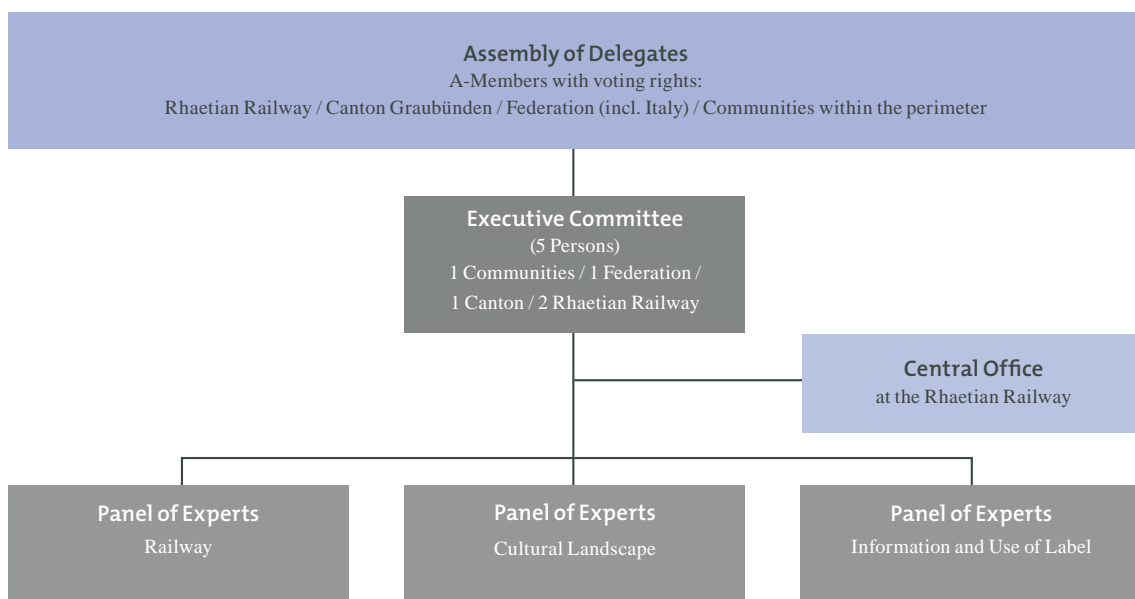 Assembly of Delegates
A-Members with voting rights:
Rhaetian Railway / Canton Graubünden / Federation (incl. Italy) / Communities within the perimeter
Executive Committee
(5 Persons)
1 Communities / 1 Federation /
1 Canton / 2 Rhaetian Railway
Central Office
at the Rhaetian Railway
Panel of Experts
Railway
Panel of Experts
Cultural Landscape
Panel of Experts
Information and Use of Label